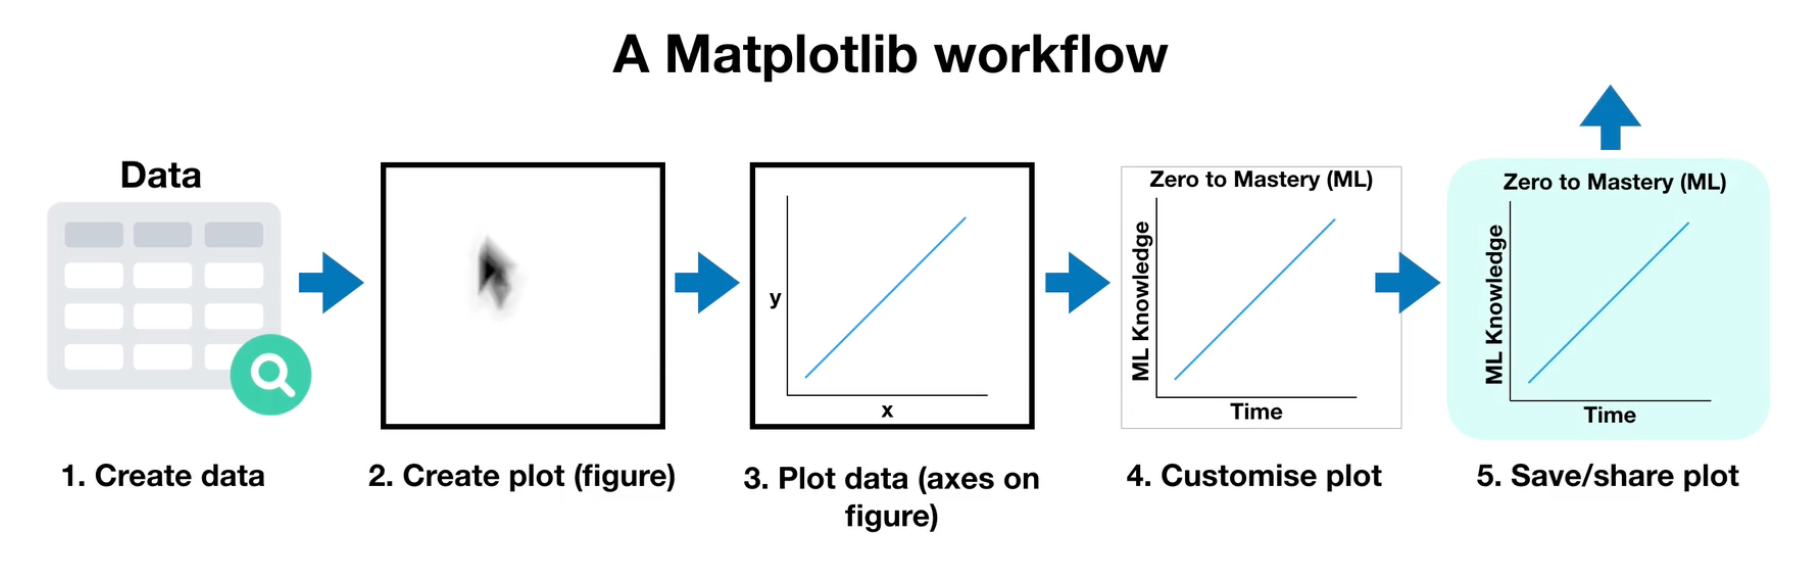 A Matplotlib workflow
Data
1. Create data
2. Create plot (figure)
y
x
3. Plot data (axes on
figure)
Zero to Mastery (ML)
ML Knowledge
Time
4. Customise plot
Zero to Mastery (ML)
ML Knowledge
Time
5. Save/share plot